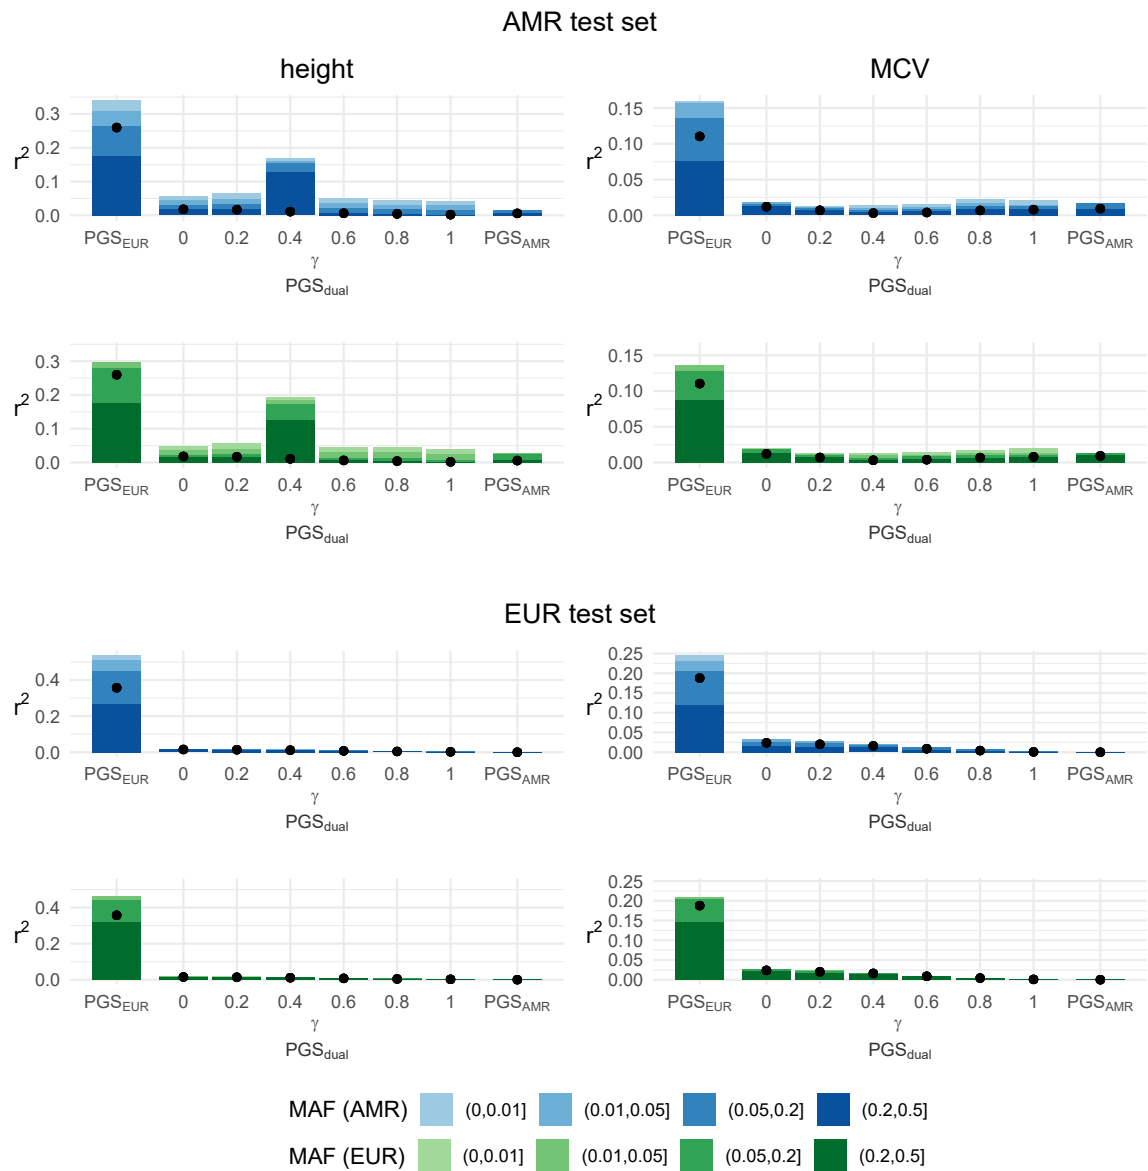 AMR test set
height MCV
r2
0.3
0.2
0.1
0.0
PGSEUR 0 0.2 0.4 0.6 0.8 1 PGSAMR
γ
PGSdual
r2
0.15
0.10
0.05
0.00
0.025
PGSEUR 0 0.2 0.4 0.6 0.8 1 PGSAMR
γ
PGSdual
r2
0.3
0.2
0.1
0.0
PGSEUR 0 0.2 0.4 0.6 0.8 1 PGSAMR
γ
PGSdual
r2
0.15
0.10
0.05
0.00
PGSEUR 0 0.2 0.4 0.6 0.8 1 PGSAMR
γ
PGSdual
EUR test set
r2
0.4
0.2
0.0
PGSEUR 0 0.2 0.4 0.6 0.8 1 PGSAMR
γ
PGSdual
r2
0.25
0.20
0.15
0.10
0.05
0.00
PGSEUR 0 0.2 0.4 0.6 0.8 1 PGSAMR
γ
PGSdual
r2
0.4
0.2
0.0
PGSEUR 0 0.2 0.4 0.6 0.8 1 PGSAMR
γ
PGSdual
r2
0.25
0.20
0.15
0.10
0.05
0.00
PGSEUR 0 0.2 0.4 0.6 0.8 1 PGSAMR
γ
PGSdual
MAF (AMR) (0,0.01] (0.01,0.05] (0.05,0.2] (0.2,0.5]
MAF (EUR) (0,0.01] (0.01,0.05] (0.05,0.2] (0.2,0.5]